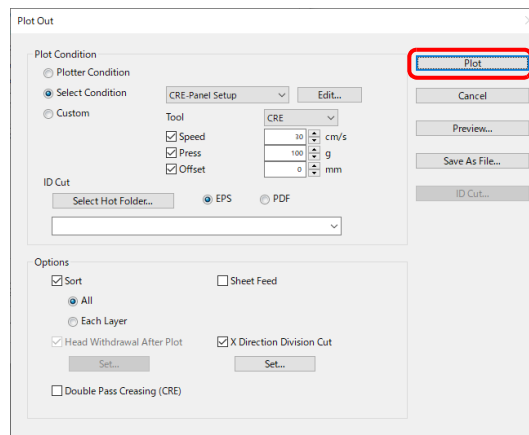 Plot Out
Plot Condition
Plotter Condition
Select Condition
CRE-Panel Setup
Edit...
Custom
Tool
CRE
Speed
30
cm/s
Press
100
g
Offset
0
mm
ID Cut
Select Hot Folder...
EPS
PDF
Plot
Cancel
Preview...
Save As File...
ID Cut...
Options
Sort
Sheet Feed
All
Each Layer
Head Withdrawal After Plot
X Direction Division Cut
Set...
Set...
Double Pass Creasing (CRE)